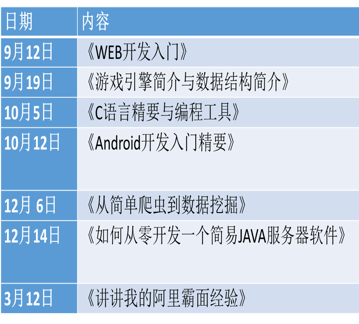 日期 内容
9月12日 《WEB开发入门》
9月19日 《游戏引擎简介与数据结构简介》
10月5日 《C语言精要与编程工具》
10月12日 《Android开发入门精要》
12月 6日 《从简单爬虫到数据挖掘》
12月14日 《如何从零开发一个简易JAVA服务器软件》
3月12日 《讲讲我的阿里霸面经验》